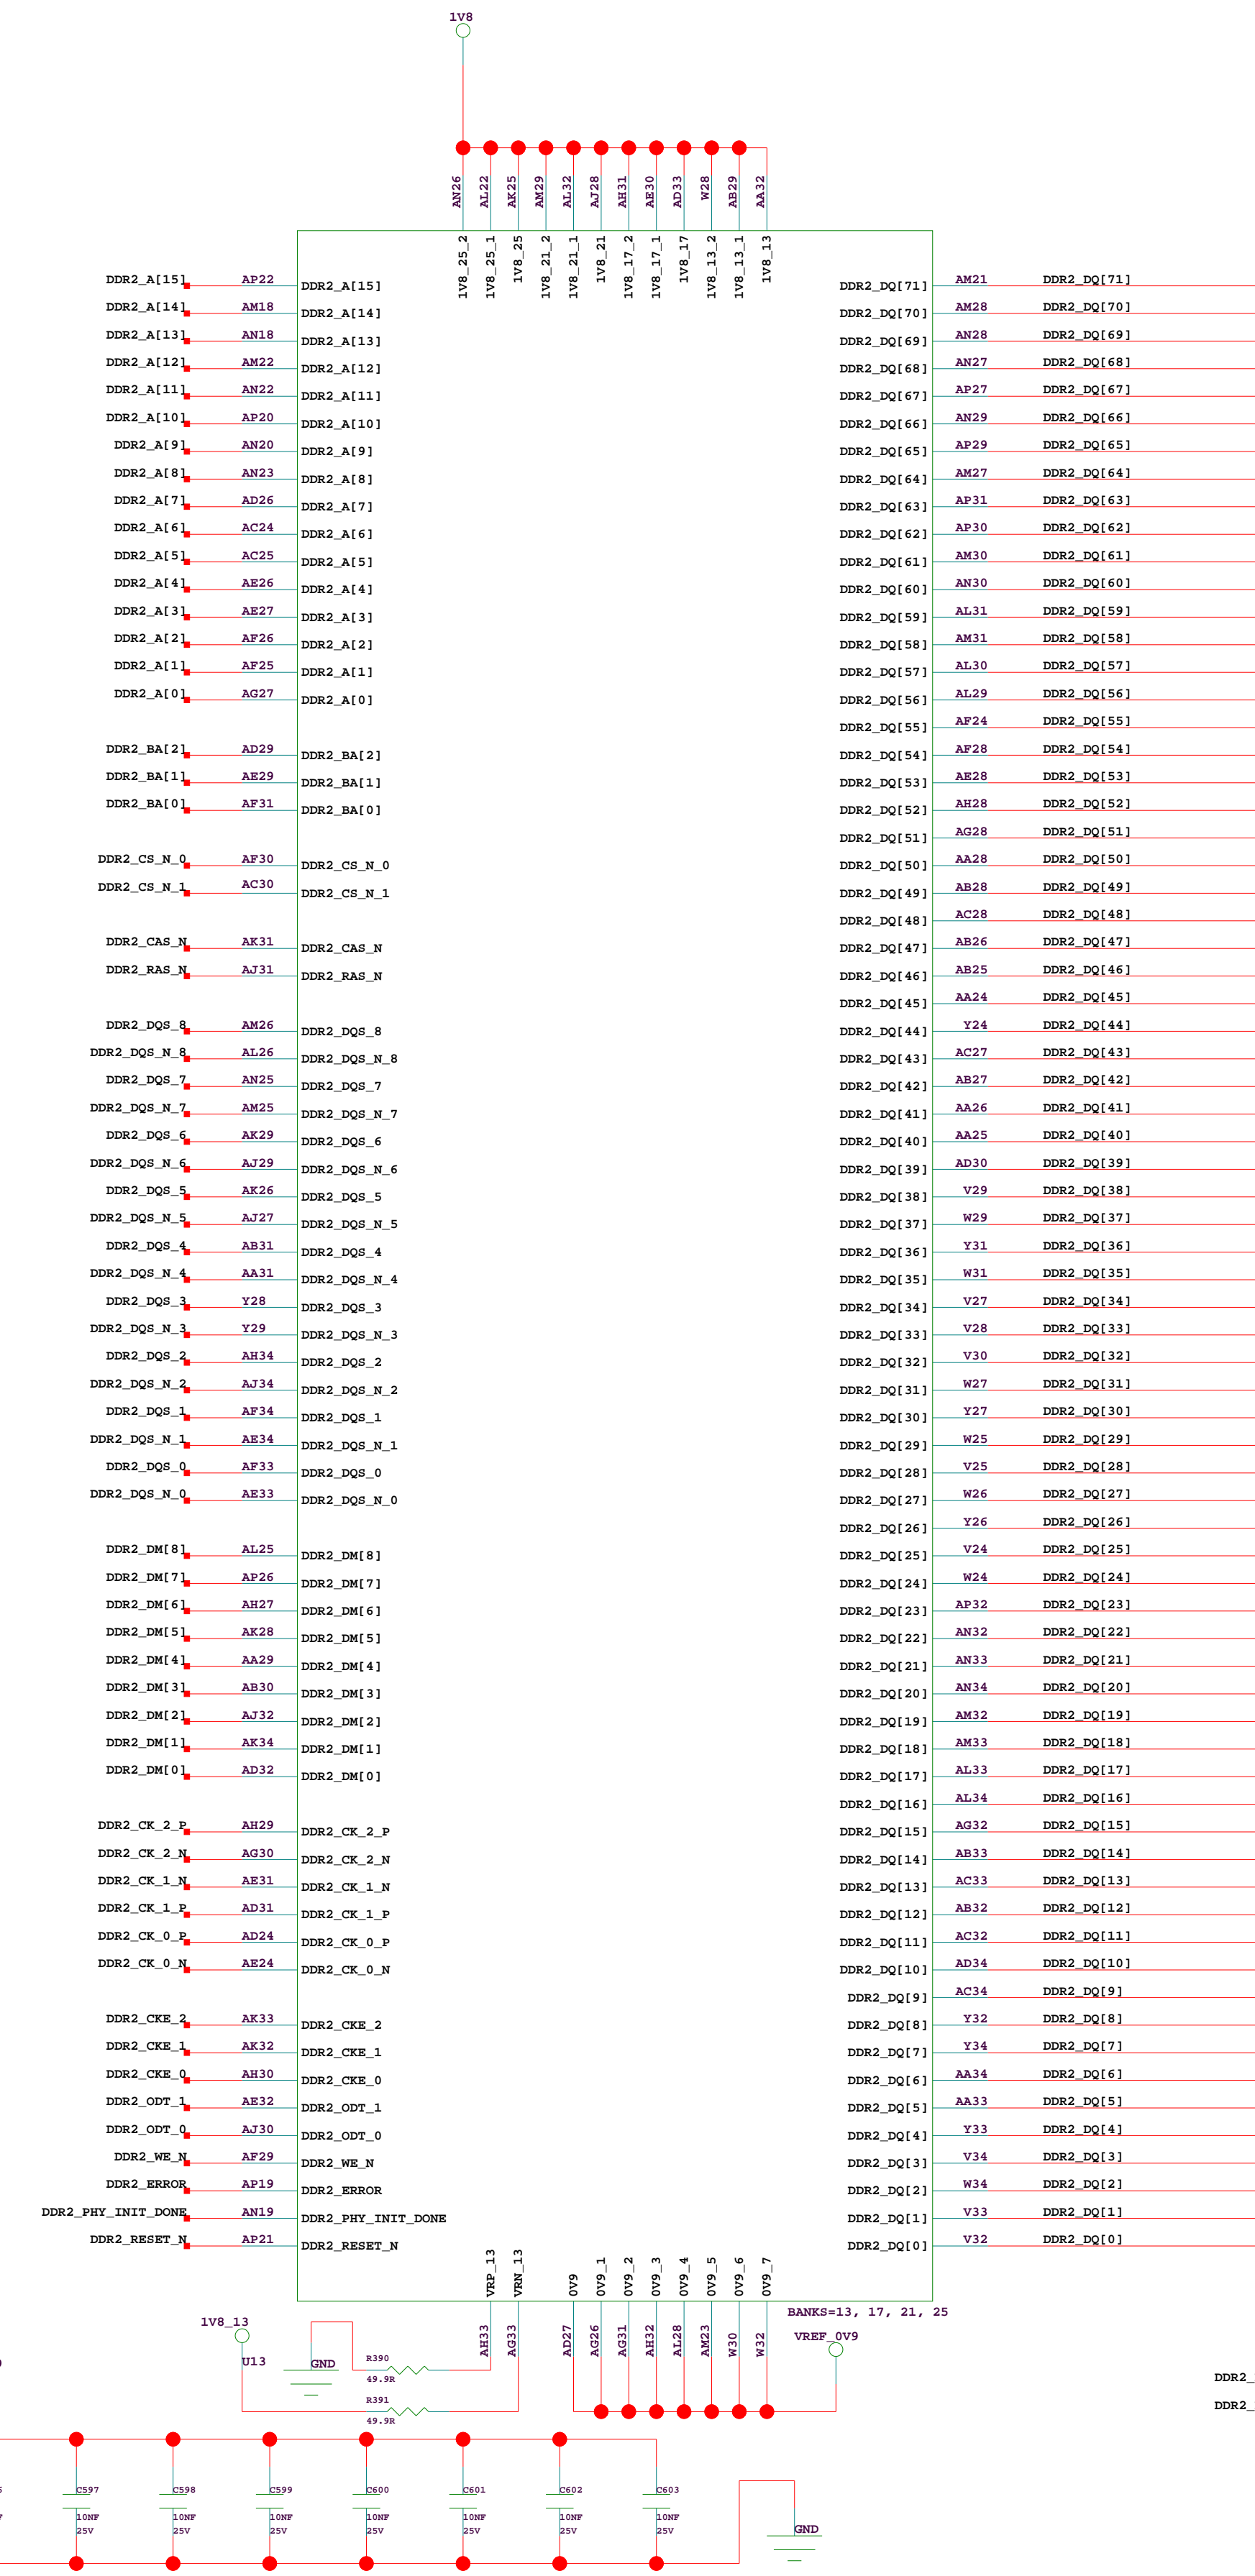 1V8
AN26 AL22 AK25 AM29 AL32 AJ28 AH31 AE30 AD33 W28 AB29 AA32
1V8_25_2 1V8_25_1 1V8_25 1V8_21_2 1V8_21_1 1V8_21 1V8_17_2 1V8_17_1 1V8_17 1V8_13_2 1V8_13_1 1V8_13
DDR2_A[15] AP22 DDR2_A[15] DDR2_DQ[71] AM21 DDR2_DQ[71]
DDR2_A[14] AM18 DDR2_A[14] DDR2_DQ[70] AM28 DDR2_DQ[70]
DDR2_A[13] AN18 DDR2_A[13] DDR2_DQ[69] AN28 DDR2_DQ[69]
DDR2_A[12] AM22 DDR2_A[12] DDR2_DQ[68] AN27 DDR2_DQ[68]
DDR2_A[11] AN22 DDR2_A[11] DDR2_DQ[67] AP27 DDR2_DQ[67]
DDR2_A[10] AP20 DDR2_A[10] DDR2_DQ[66] AN29 DDR2_DQ[66]
DDR2_A[9] AN20 DDR2_A[9] DDR2_DQ[65] AP29 DDR2_DQ[65]
DDR2_A[8] AN23 DDR2_A[8] DDR2_DQ[64] AM27 DDR2_DQ[64]
DDR2_A[7] AD26 DDR2_A[7] DDR2_DQ[63] AP31 DDR2_DQ[63]
DDR2_A[6] AC24 DDR2_A[6] DDR2_DQ[62] AP30 DDR2_DQ[62]
DDR2_A[5] AC25 DDR2_A[5] DDR2_DQ[61] AM30 DDR2_DQ[61]
DDR2_A[4] AE26 DDR2_A[4] DDR2_DQ[60] AN30 DDR2_DQ[60]
DDR2_A[3] AE27 DDR2_A[3] DDR2_DQ[59] AL31 DDR2_DQ[59]
DDR2_A[2] AF26 DDR2_A[2] DDR2_DQ[58] AM31 DDR2_DQ[58]
DDR2_A[1] AF25 DDR2_A[1] DDR2_DQ[57] AL30 DDR2_DQ[57]
DDR2_A[0] AG27 DDR2_A[0] DDR2_DQ[56] AL29 DDR2_DQ[56]
DDR2_DQ[55] AF24 DDR2_DQ[55]
DDR2_BA[2] AD29 DDR2_BA[2] DDR2_DQ[54] AF28 DDR2_DQ[54]
DDR2_BA[1] AE29 DDR2_BA[1] DDR2_DQ[53] AE28 DDR2_DQ[53]
DDR2_BA[0] AF31 DDR2_BA[0] DDR2_DQ[52] AH28 DDR2_DQ[52]
DDR2_DQ[51] AG28 DDR2_DQ[51]
DDR2_CS_N_0 AF30 DDR2_CS_N_0 DDR2_DQ[50] AA28 DDR2_DQ[50]
DDR2_CS_N_1 AC30 DDR2_CS_N_1 DDR2_DQ[49] AB28 DDR2_DQ[49]
DDR2_DQ[48] AC28 DDR2_DQ[48]
DDR2_CAS_N AK31 DDR2_CAS_N DDR2_DQ[47] AB26 DDR2_DQ[47]
DDR2_RAS_N AJ31 DDR2_RAS_N DDR2_DQ[46] AB25 DDR2_DQ[46]
DDR2_DQ[45] AA24 DDR2_DQ[45]
DDR2_DQS_8 AM26 DDR2_DQS_8 DDR2_DQ[44] Y24 DDR2_DQ[44]
DDR2_DQS_N_8 AL26 DDR2_DQS_N_8 DDR2_DQ[43] AC27 DDR2_DQ[43]
DDR2_DQS_7 AN25 DDR2_DQS_7 DDR2_DQ[42] AB27 DDR2_DQ[42]
DDR2_DQS_N_7 AM25 DDR2_DQS_N_7 DDR2_DQ[41] AA26 DDR2_DQ[41]
DDR2_DQS_6 AK29 DDR2_DQS_6 DDR2_DQ[40] AA25 DDR2_DQ[40]
DDR2_DQS_N_6 AJ29 DDR2_DQS_N_6 DDR2_DQ[39] AD30 DDR2_DQ[39]
DDR2_DQS_5 AK26 DDR2_DQS_5 DDR2_DQ[38] V29 DDR2_DQ[38]
DDR2_DQS_N_5 AJ27 DDR2_DQS_N_5 DDR2_DQ[37] W29 DDR2_DQ[37]
DDR2_DQS_4 AB31 DDR2_DQS_4 DDR2_DQ[36] Y31 DDR2_DQ[36]
DDR2_DQS_N_4 AA31 DDR2_DQS_N_4 DDR2_DQ[35] W31 DDR2_DQ[35]
DDR2_DQS_3 Y28 DDR2_DQS_3 DDR2_DQ[34] V27 DDR2_DQ[34]
DDR2_DQS_N_3 Y29 DDR2_DQS_N_3 DDR2_DQ[33] V28 DDR2_DQ[33]
DDR2_DQS_2 AH34 DDR2_DQS_2 DDR2_DQ[32] V30 DDR2_DQ[32]
DDR2_DQS_N_2 AJ34 DDR2_DQS_N_2 DDR2_DQ[31] W27 DDR2_DQ[31]
DDR2_DQS_1 AF34 DDR2_DQS_1 DDR2_DQ[30] Y27 DDR2_DQ[30]
DDR2_DQS_N_1 AE34 DDR2_DQS_N_1 DDR2_DQ[29] W25 DDR2_DQ[29]
DDR2_DQS_0 AF33 DDR2_DQS_0 DDR2_DQ[28] V25 DDR2_DQ[28]
DDR2_DQS_N_0 AE33 DDR2_DQS_N_0 DDR2_DQ[27] W26 DDR2_DQ[27]
DDR2_DQ[26] Y26 DDR2_DQ[26]
DDR2_DM[8] AL25 DDR2_DM[8] DDR2_DQ[25] V24 DDR2_DQ[25]
DDR2_DM[7] AP26 DDR2_DM[7] DDR2_DQ[24] W24 DDR2_DQ[24]
DDR2_DM[6] AH27 DDR2_DM[6] DDR2_DQ[23] AP32 DDR2_DQ[23]
DDR2_DM[5] AK28 DDR2_DM[5] DDR2_DQ[22] AN32 DDR2_DQ[22]
DDR2_DM[4] AA29 DDR2_DM[4] DDR2_DQ[21] AN33 DDR2_DQ[21]
DDR2_DM[3] AB30 DDR2_DM[3] DDR2_DQ[20] AN34 DDR2_DQ[20]
DDR2_DM[2] AJ32 DDR2_DM[2] DDR2_DQ[19] AM32 DDR2_DQ[19]
DDR2_DM[1] AK34 DDR2_DM[1] DDR2_DQ[18] AM33 DDR2_DQ[18]
DDR2_DM[0] AD32 DDR2_DM[0] DDR2_DQ[17] AL33 DDR2_DQ[17]
DDR2_DQ[16] AL34 DDR2_DQ[16]
DDR2_CK_2_P AH29 DDR2_CK_2_P DDR2_DQ[15] AG32 DDR2_DQ[15]
DDR2_CK_2_N AG30 DDR2_CK_2_N DDR2_DQ[14] AB33 DDR2_DQ[14]
DDR2_CK_1_N AE31 DDR2_CK_1_N DDR2_DQ[13] AC33 DDR2_DQ[13]
DDR2_CK_1_P AD31 DDR2_CK_1_P DDR2_DQ[12] AB32 DDR2_DQ[12]
DDR2_CK_0_P AD24 DDR2_CK_0_P DDR2_DQ[11] AC32 DDR2_DQ[11]
DDR2_CK_0_N AE24 DDR2_CK_0_N DDR2_DQ[10] AD34 DDR2_DQ[10]
DDR2_DQ[9] AC34 DDR2_DQ[9]
DDR2_CKE_2 AK33 DDR2_CKE_2 DDR2_DQ[8] Y32 DDR2_DQ[8]
DDR2_CKE_1 AK32 DDR2_CKE_1 DDR2_DQ[7] Y34 DDR2_DQ[7]
DDR2_CKE_0 AH30 DDR2_CKE_0 DDR2_DQ[6] AA34 DDR2_DQ[6]
DDR2_ODT_1 AE32 DDR2_ODT_1 DDR2_DQ[5] AA33 DDR2_DQ[5]
DDR2_ODT_0 AJ30 DDR2_ODT_0 DDR2_DQ[4] Y33 DDR2_DQ[4]
DDR2_WE_N AF29 DDR2_WE_N DDR2_DQ[3] V34 DDR2_DQ[3]
DDR2_ERROR AP19 DDR2_ERROR DDR2_DQ[2] W34 DDR2_DQ[2]
DDR2_PHY_INIT_DONE AN19 DDR2_PHY_INIT_DONE DDR2_DQ[1] V33 DDR2_DQ[1]
DDR2_RESET_N AP21 DDR2_RESET_N DDR2_DQ[0] V32 DDR2_DQ[0]
VRP_13 VRN_13 0V9 0V9_1 0V9_2 0V9_3 0V9_4 0V9_5 0V9_6 0V9_7
BANKS=13, 17, 21, 25
AH33 AG33 AD27 AG26 AG31 AH32 AL28 AM23 W30 W32
1V8_13 VREF_0V9
U13 GND R390
49.9R
DDR2_
R391
49.9R
DDR2_
C597 C598 C599 C600 C601 C602 C603
10NF 10NF 10NF 10NF 10NF 10NF 10NF
25V 25V 25V 25V 25V 25V 25V
GND